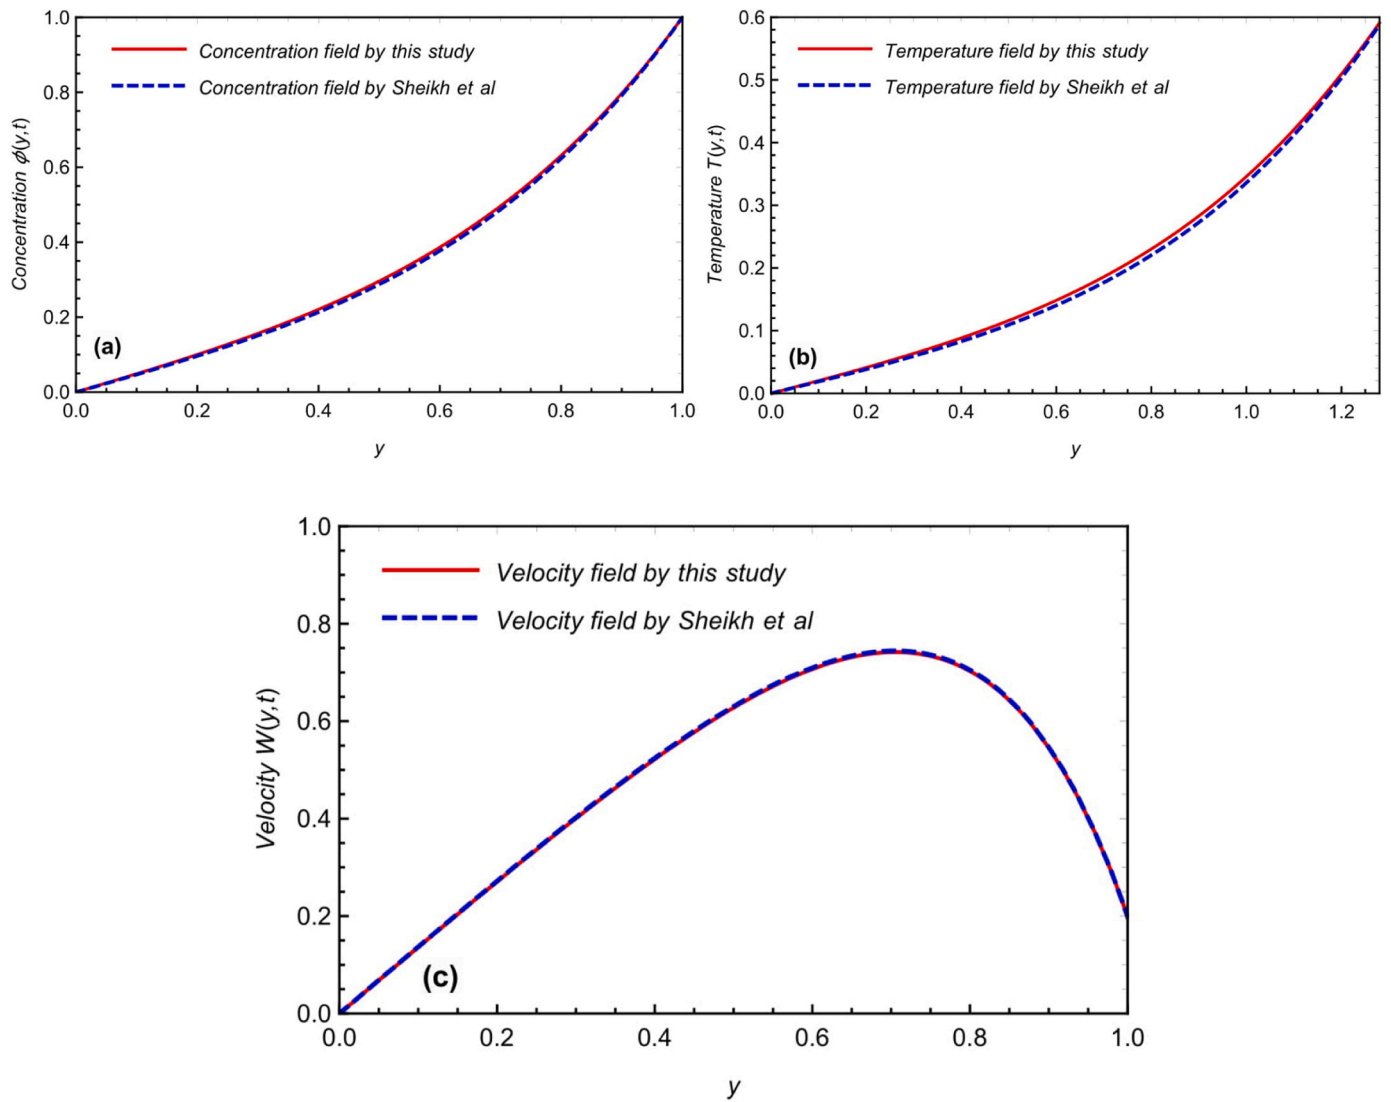 1.0
0.8
0.6
0.4
0.2
0.0
Concentration ϕ(y,t)
Concentration field by this study
Concentration field by Sheikh et al
(a)
0.0 0.2 0.4 0.6 0.8 1.0
y
0.6
0.5
0.4
0.3
0.2
0.1
0.0
Temperature T(y,t)
Temperature field by this study
Temperature field by Sheikh et al
(b)
0.0 0.2 0.4 0.6 0.8 1.0 1.2
y
1.0
0.8
0.6
0.4
0.2
0.0
Velocity W(y,t)
Velocity field by this study
Velocity field by Sheikh et al
(c)
0.0 0.2 0.4 0.6 0.8 1.0
y